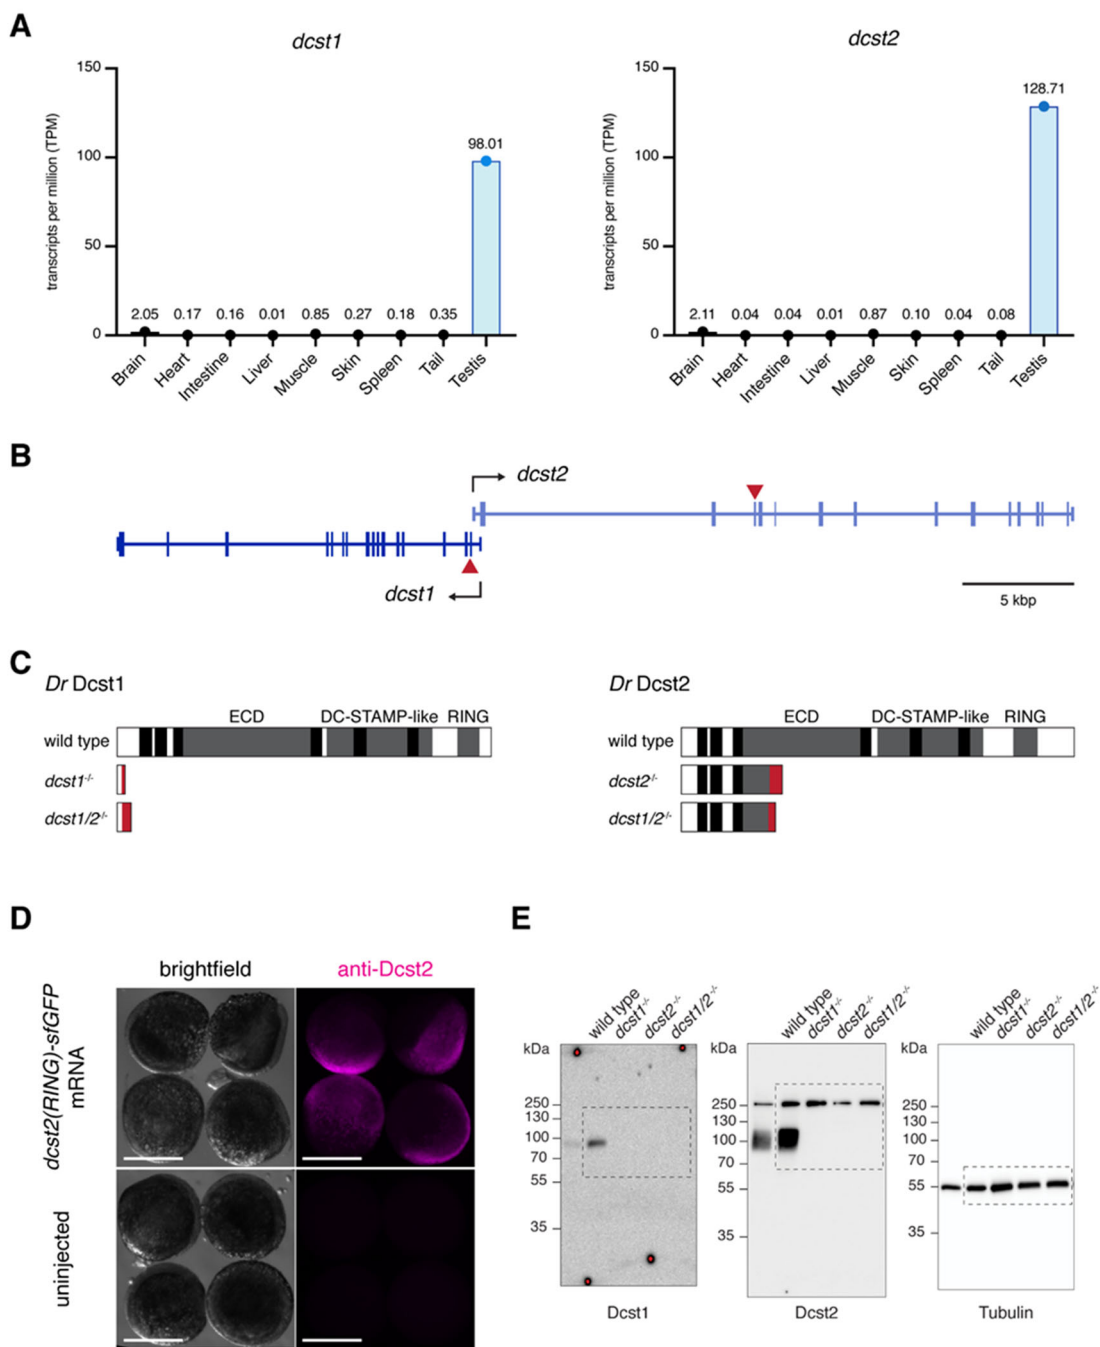 A
dcst1
dcst2
transcripts per million (TPM)
150
100
50
0
2.05 0.17 0.16 0.01 0.85 0.27 0.18 0.35 98.01
Brain Heart Intestine Liver Muscle Skin Spleen Tail Testis
transcripts per million (TPM)
150
100
50
0
2.11 0.04 0.04 0.01 0.87 0.10 0.04 0.08 128.71
Brain Heart Intestine Liver Muscle Skin Spleen Tail Testis
B
dcst2
dcst1
5 kbp
C
Dr Dcst1
ECD DC-STAMP-like RING
wild type
dcst1-/-
dcst1/2-/-
Dr Dcst2
ECD DC-STAMP-like RING
wild type
dcst2-/-
dcst1/2-/-
D
brightfield anti-Dcst2
dcst2(RING)-sfGFP
mRNA
uninjected
E
wild type dcst1-/- dcst2-/- dcst1/2-/-
kDa
250
130
100
70
55
35
Dcst1
wild type dcst1-/- dcst2-/- dcst1/2-/-
kDa
250
130
100
70
55
35
Dcst2
wild type dcst1-/- dcst2-/- dcst1/2-/-
kDa
250
130
100
70
55
35
Tubulin